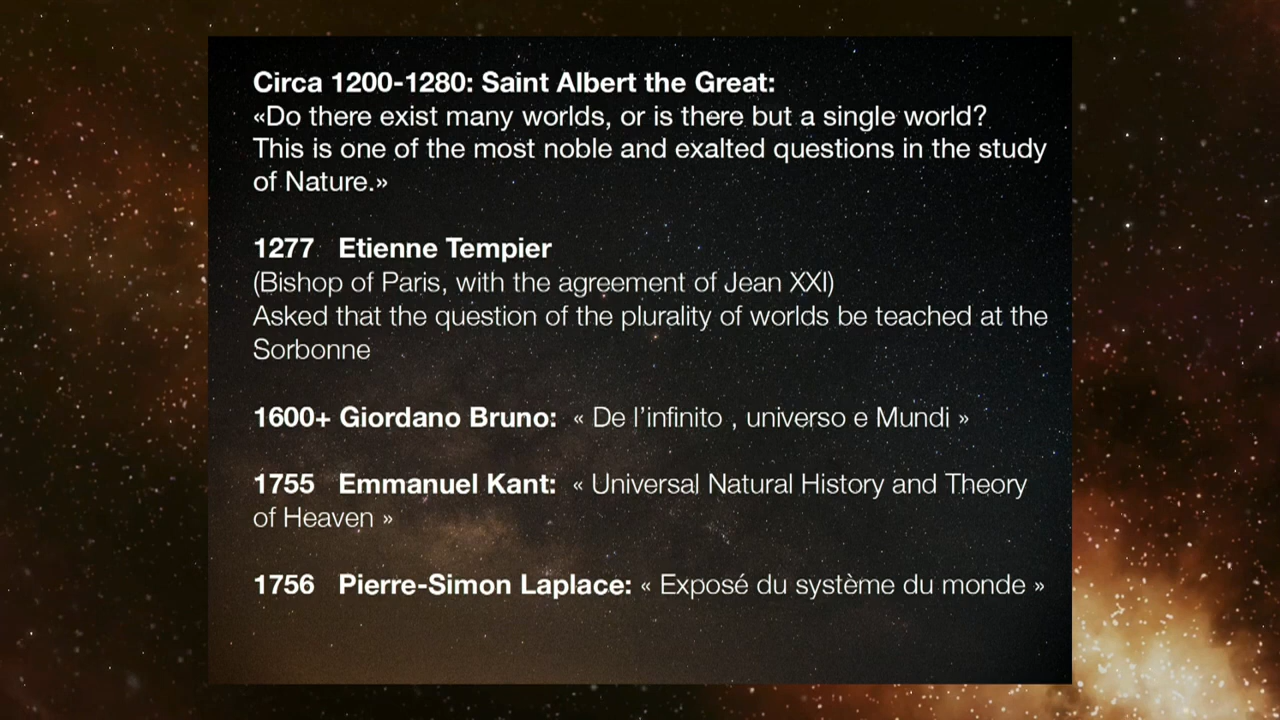 Circa 1200-1280: Saint Albert the Great:
«Do there exist many worlds, or is there but a single world?
This is one of the most noble and exalted questions in the study
of Nature.»
1277 Etienne Tempier
(Bishop of Paris, with the agreement of Jean XXI)
Asked that the question of the plurality of worlds be teached at the
Sorbonne
1600+ Giordano Bruno: « De l’infinito , universo e Mundi »
1755 Emmanuel Kant: « Universal Natural History and Theory
of Heaven »
1756 Pierre-Simon Laplace: « Exposé du système du monde »